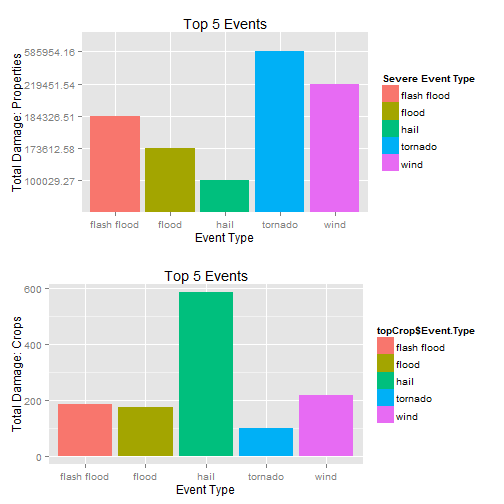 Top 5 Events
Total Damage: Properties
585954.16
219451.54
184326.51
173612.58
100029.27
flash flood
flood
hail
tornado
wind
Event Type
Severe Event Type
flash flood
flood
hail
tornado
wind
Top 5 Events
Total Damage: Crops
600
400
200
0
flash flood
flood
hail
tornado
wind
Event Type
topCrop$Event.Type
flash flood
flood
hail
tornado
wind